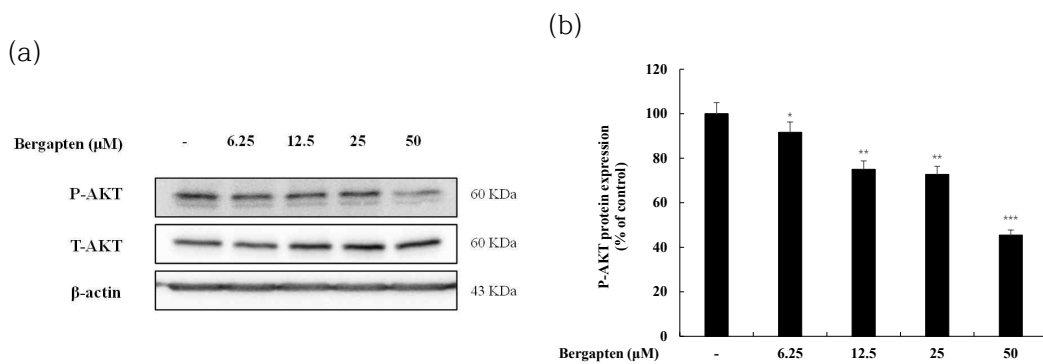 (a)
Bergapten (μM) - 6.25 12.5 25 50
P-AKT 60 KDa
T-AKT 60 KDa
β-actin 43 KDa
(b)
P-AKT protein expression
(% of control)
120
100
80
60
40
20
0
*
**
**
***
Bergapten (μM) - 6.25 12.5 25 50